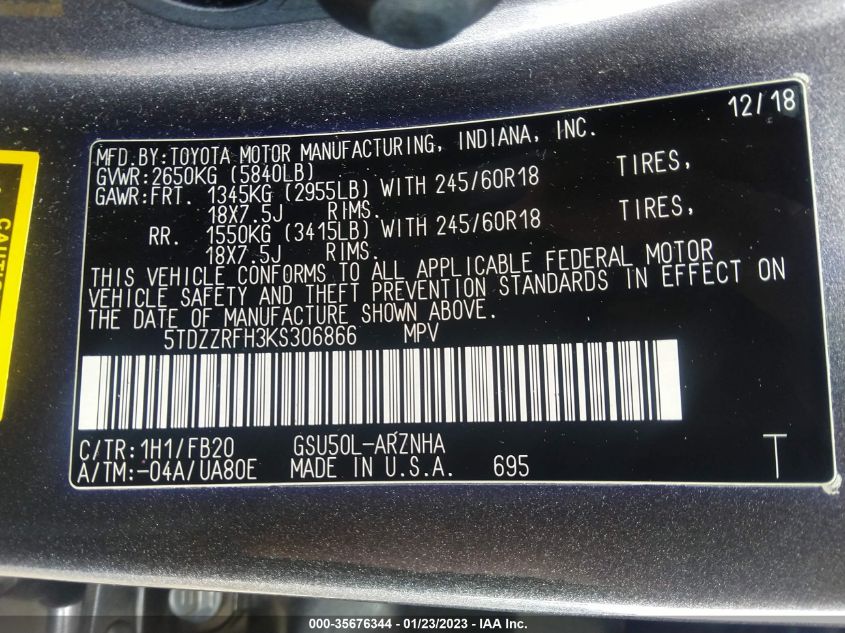 12/18
MFD.BY:TOYOTA MOTOR MANUFACTURING, INDIANA, INC.
GVWR:2650KG (5840LB)
GAWR:FRT. 1345KG (2955LB) WITH 245/60R18 TIRES,
18X7.5J RIMS.
RR. 1550KG (3415LB) WITH 245/60R18 TIRES,
18X7.5J RIMS.
THIS VEHICLE CONFORMS TO ALL APPLICABLE FEDERAL MOTOR
VEHICLE SAFETY AND THEFT PREVENTION STANDARDS IN EFFECT ON
THE DATE OF MANUFACTURE SHOWN ABOVE.
5TDZZRFH3KS306866 MPV
C/TR:1H1/FB20 GSU50L-ARZNHA
A/TM:-04A/UA80E MADE IN U.S.A. 695 T
000-35676344 - 01/23/2023 - IAA Inc.